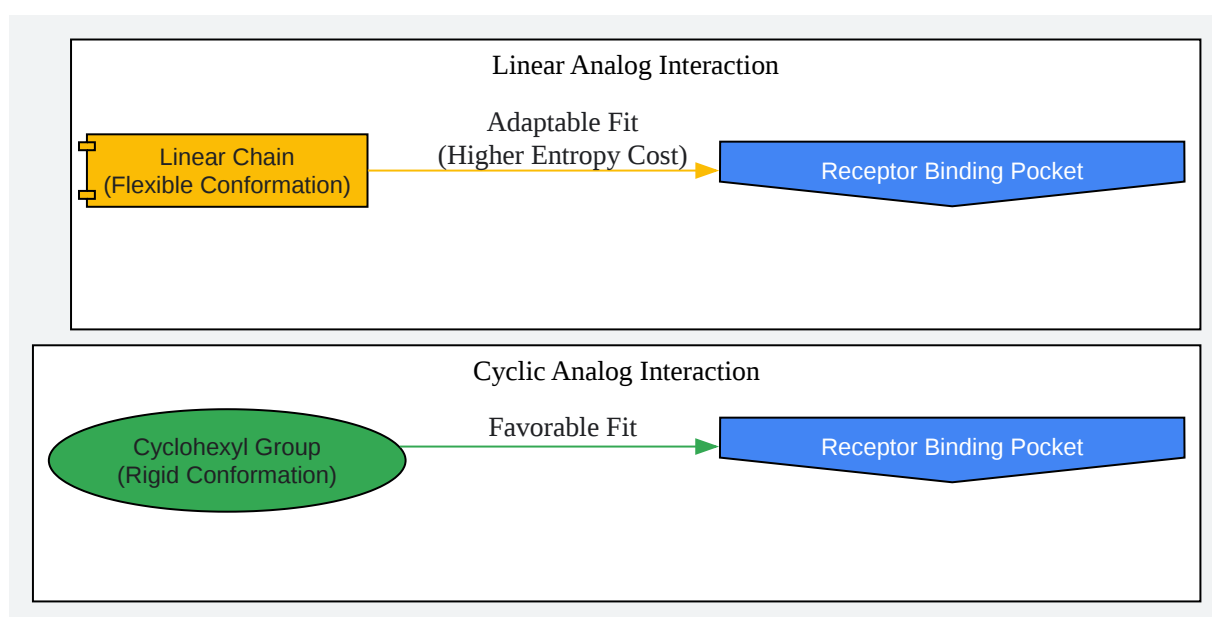 Linear Analog Interaction
Adaptable Fit
(Higher Entropy Cost)
Linear Chain
(Flexible Conformation)
Receptor Binding Pocket
Cyclic Analog Interaction
Favorable Fit
Cyclohexyl Group
(Rigid Conformation)
Receptor Binding Pocket